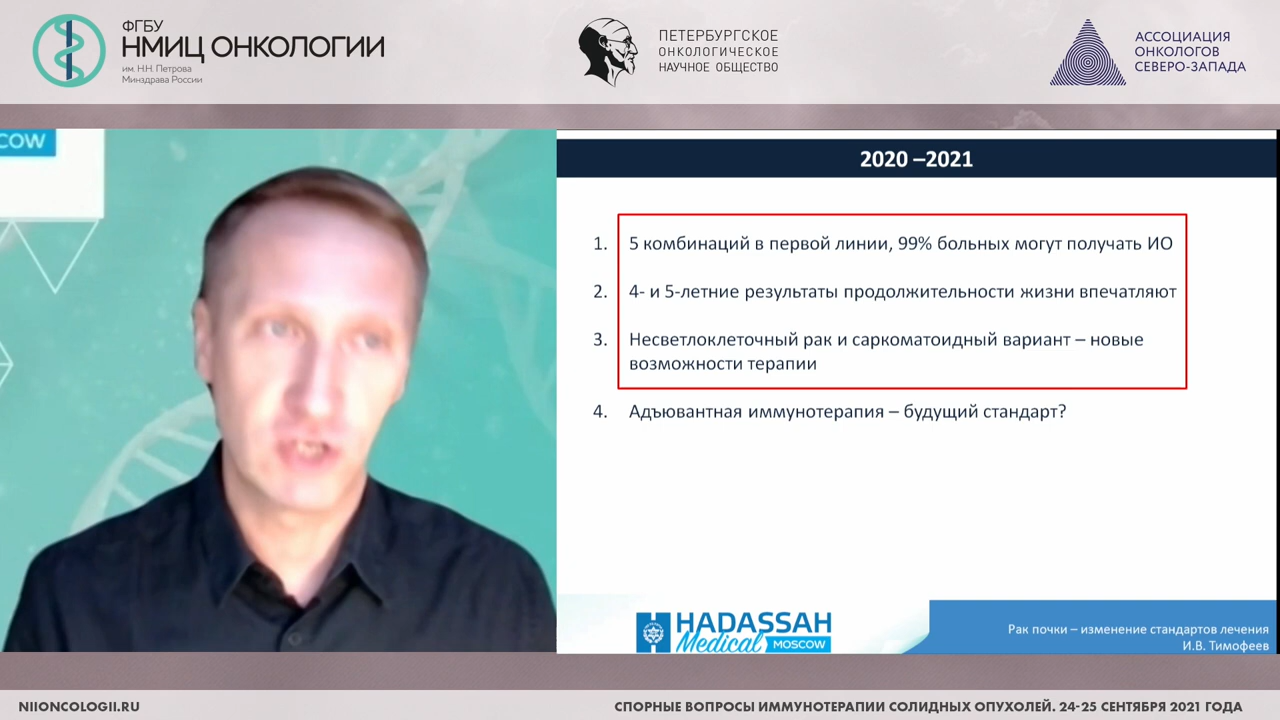 ФГБУ
НМИЦ ОНКОЛОГИИ
им. Н.Н. Петрова
Минздрава России
ПЕТЕРБУРГСКОЕ
ОНКОЛОГИЧЕСКОЕ
НАУЧНОЕ ОБЩЕСТВО
АССОЦИАЦИЯ
ОНКОЛОГОВ
СЕВЕРО-ЗАПАДА
COW
2020 –2021
1. 5 комбинаций в первой линии, 99% больных могут получать ИО
2. 4- и 5-летние результаты продолжительности жизни впечатляют
3. Несветлоклеточный рак и саркоматоидный вариант – новые
возможности терапии
4. Адъювантная иммунотерапия – будущий стандарт?
HADASSAH
Medical MOSCOW
Рак почки – изменение стандартов лечения
И.В. Тимофеев
NIIONCOLOGII.RU
СПОРНЫЕ ВОПРОСЫ ИММУНОТЕРАПИИ СОЛИДНЫХ ОПУХОЛЕЙ. 24-25 СЕНТЯБРЯ 2021 ГОДА